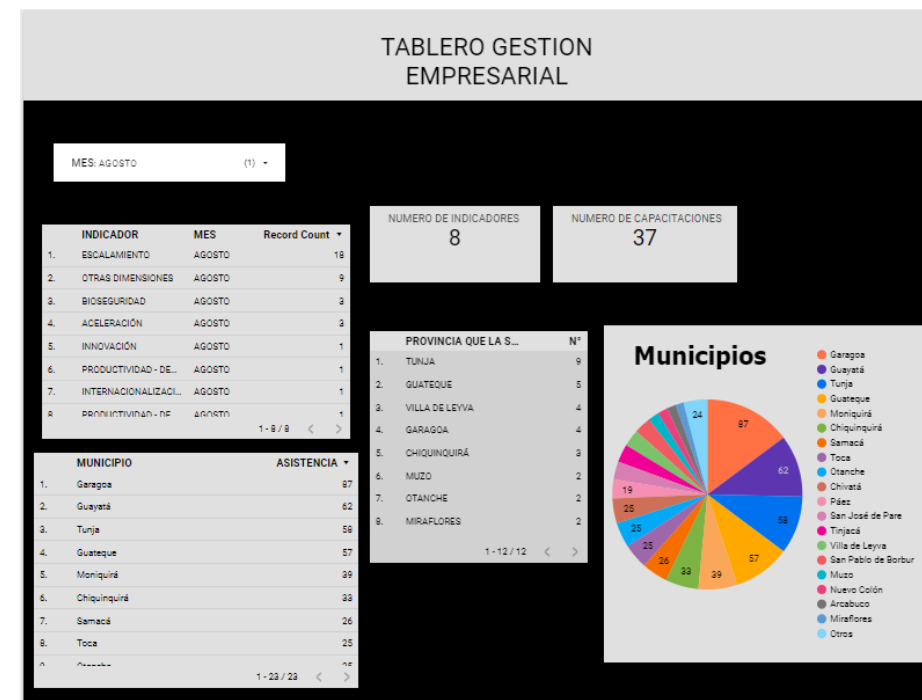 TABLERO GESTION
EMPRESARIAL
MES: AGOSTO (1)
NUMERO DE INDICADORES
8
NUMERO DE CAPACITACIONES
37
INDICADOR MES Record Count
1. ESCALAMIENTO AGOSTO 18
2. OTRAS DIMENSIONES AGOSTO 9
3. BIOSEGURIDAD AGOSTO 3
4. ACELERACIÓN AGOSTO 3
5. INNOVACIÓN AGOSTO 1
6. PRODUCTIVIDAD - DE... AGOSTO 1
7. INTERNACIONALIZACI... AGOSTO 1
8. PRODUCTIVIDAD - DE AGOSTO 1
1 - 8 / 8
PROVINCIA QUE LA S... N°
1. TUNJA 9
2. GUATEQUE 5
3. VILLA DE LEYVA 4
4. GARAGOA 4
5. CHIQUINQUIRÁ 3
6. MUZO 2
7. OTANCHE 2
8. MIRAFLORES 2
1 - 12 / 12
MUNICIPIO ASISTENCIA
1. Garagoa 87
2. Guayatá 62
3. Tunja 58
4. Guateque 57
5. Moniquirá 39
6. Chiquinquirá 33
7. Samacá 26
8. Toca 25
1 - 23 / 23
Municipios
87
62
58
57
39
33
26
25
25
25
19
24
Garagoa
Guayatá
Tunja
Guateque
Moniquirá
Chiquinquirá
Samacá
Toca
Otanche
Chivatá
Páez
San José de Pare
Tinjacá
Villa de Leyva
San Pablo de Borbur
Muzo
Nuevo Colón
Arcabuco
Miraflores
Otros